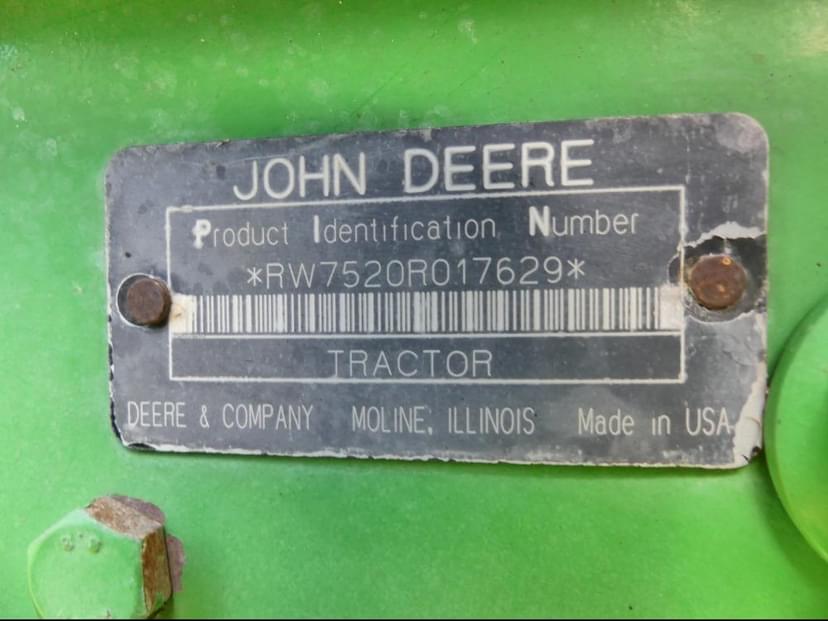 JOHN DEERE
Product Identification Number
*RW7520R017629*
TRACTOR
DEERE & COMPANY MOLINE, ILLINOIS Made in USA